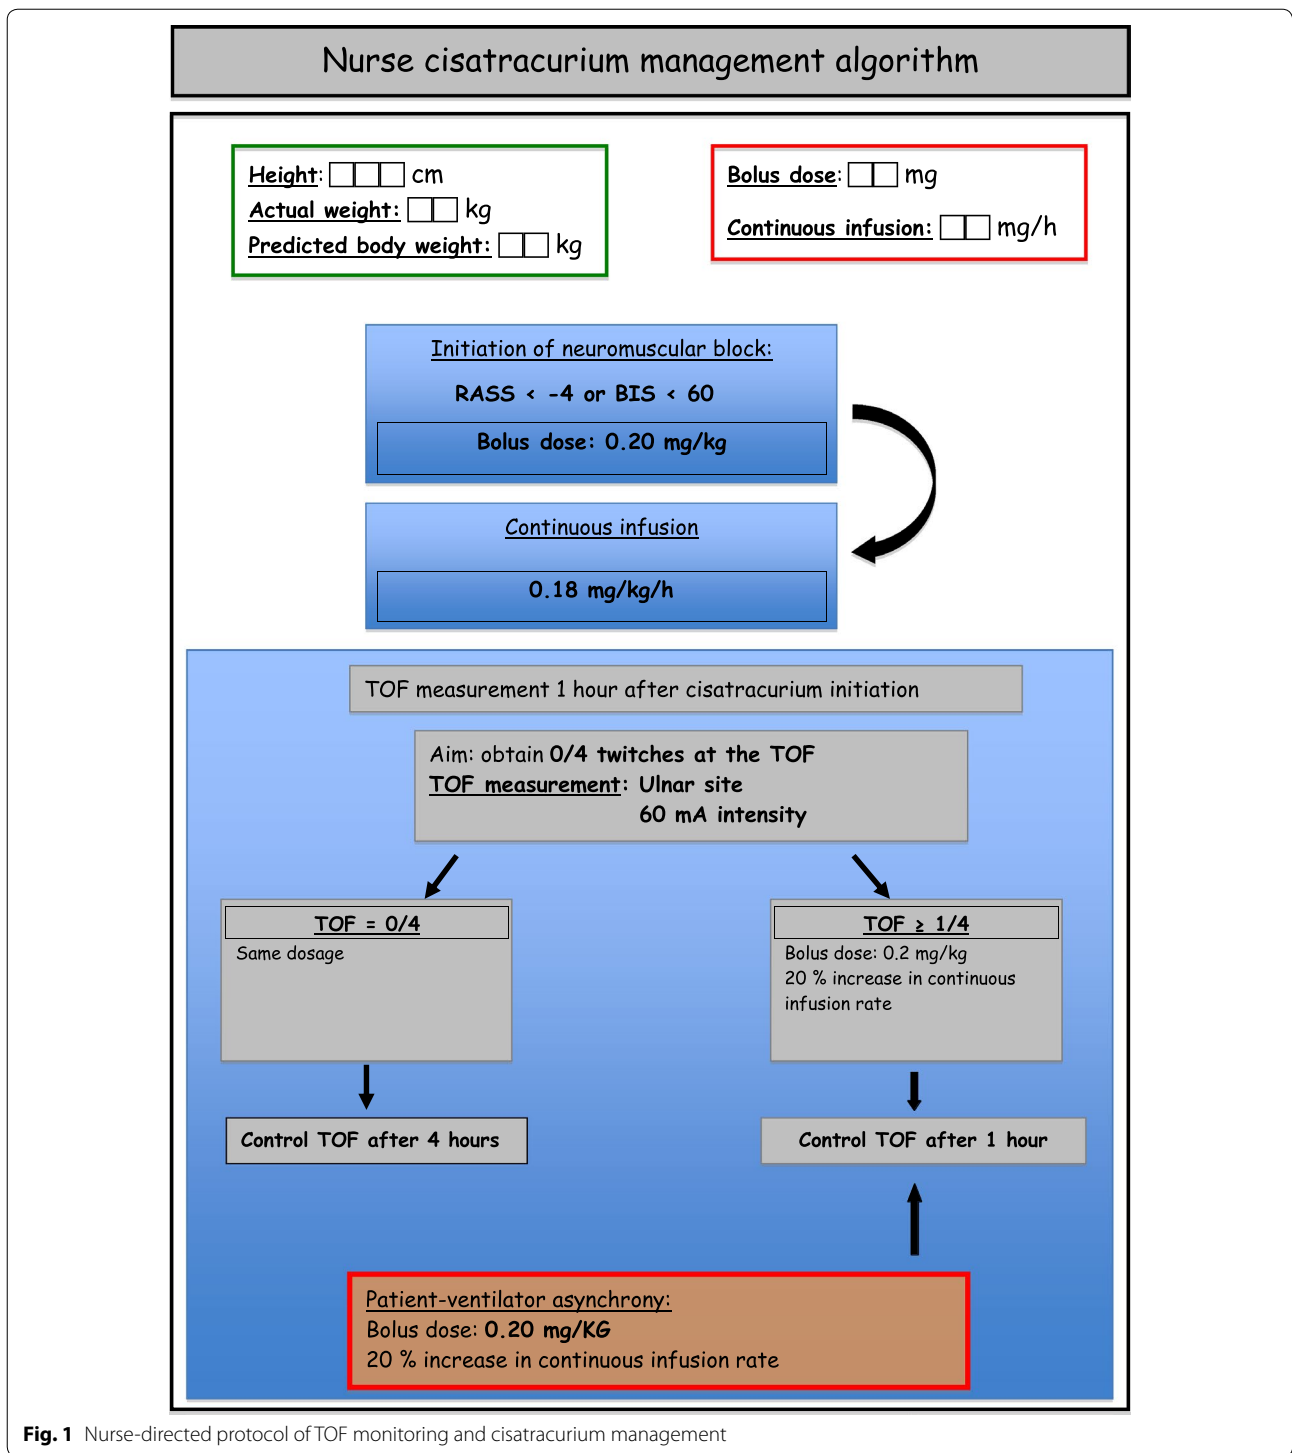 Nurse cisatracurium management algorithm
Height: cm
Actual weight: kg
Predicted body weight: kg
Bolus dose: mg
Continuous infusion: mg/h
Initiation of neuromuscular block:
RASS < -4 or BIS < 60
Bolus dose: 0.20 mg/kg
Continuous infusion
0.18 mg/kg/h
TOF measurement 1 hour after cisatracurium initiation
Aim: obtain 0/4 twitches at the TOF
TOF measurement: Ulnar site
60 mA intensity
TOF = 0/4
Same dosage
Control TOF after 4 hours
TOF ≥ 1/4
Bolus dose: 0.2 mg/kg
20 % increase in continuous
infusion rate
Control TOF after 1 hour
Patient-ventilator asynchrony:
Bolus dose: 0.20 mg/KG
20 % increase in continuous infusion rate
Fig. 1 Nurse-directed protocol of TOF monitoring and cisatracurium management